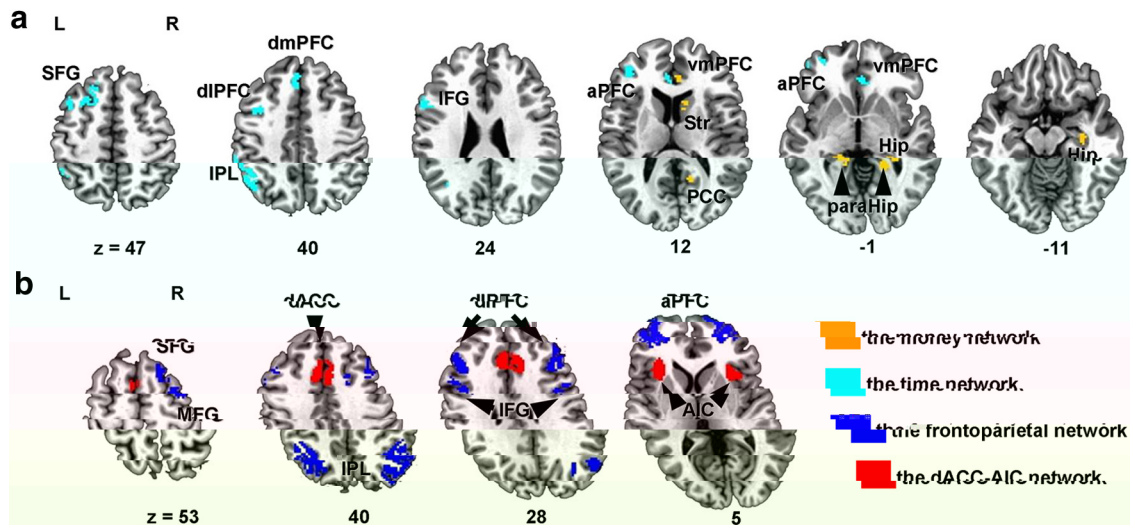 a
L R
SFG dlPFC dmPFC IPL IFG aPFC vmPFC Str PCC aPFC vmPFC Hip paraHip Hip
z = 47 40 24 12 -1 -11
b
L R
SFG MFG dACC IPL dlPFC IFG aPFC AIC
z = 53 40 28 5
the money network
the time network
the frontoparietal network
the dACC-AIC network